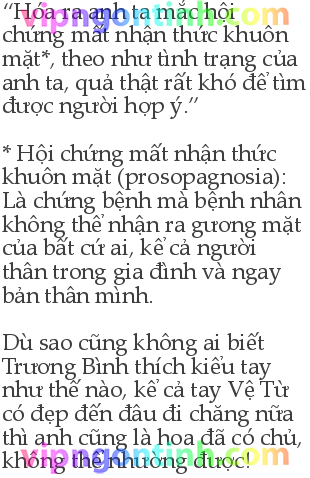 “Hóa ra anh ta mắc hội
chứng mất nhận thức khuôn
mặt*, theo như tình trạng của
anh ta, quả thật rất khó để tìm
được người hợp ý.”
* Hội chứng mất nhận thức
khuôn mặt (prosopagnosia):
Là chứng bệnh mà bệnh nhân
không thể nhận ra gương mặt
của bất cứ ai, kể cả người
thân trong gia đình và ngay
bản thân mình.
Dù sao cũng không ai biết
Trương Bình thích kiểu tay
như thế nào, kể cả tay Vệ Từ
có đẹp đến đâu đi chăng nữa
thì anh cũng là hoa đã có chủ,
không thể nhường được!
vipngontinh.com
vipngontinh.com